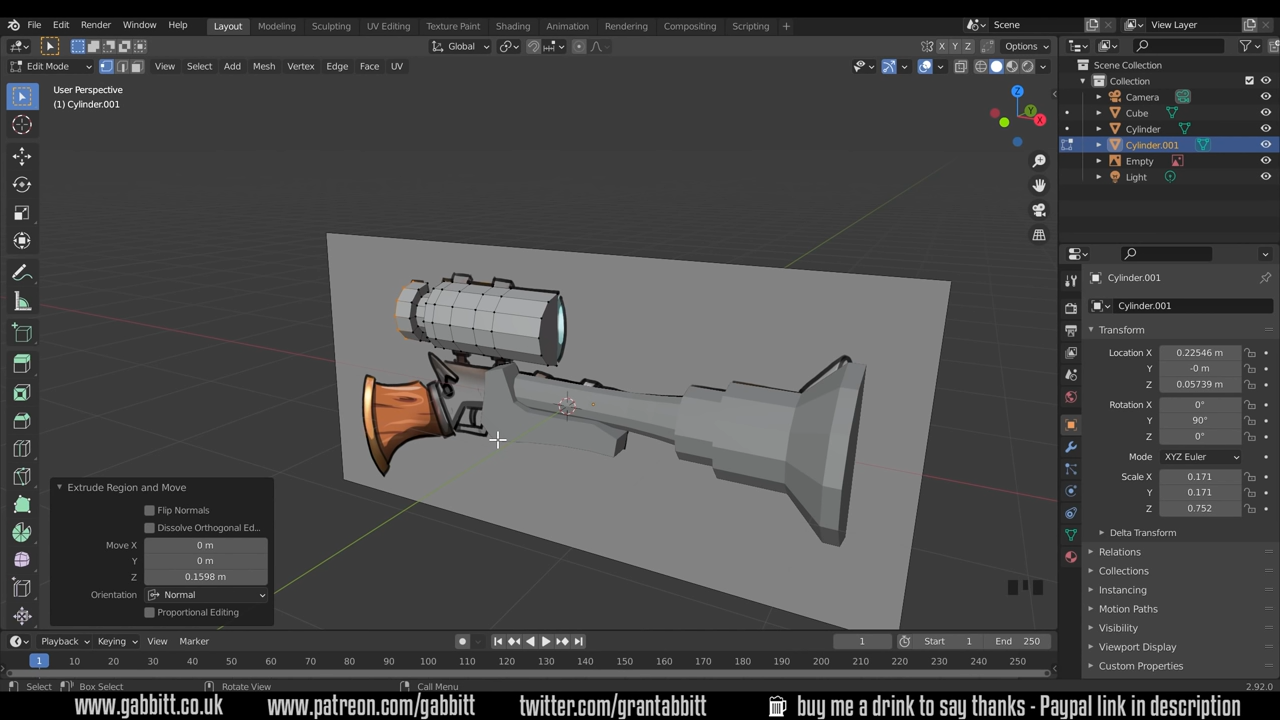 File Edit Render Window Help Layout Modeling Sculpting UV Editing Texture Paint Shading Animation Rendering Compositing Scripting + Scene View Layer
Global X Y Z Options
Edit Mode View Select Add Mesh Vertex Edge Face UV
User Perspective
(1) Cylinder.001
Z
Y
X
Scene Collection
Collection
Camera
Cube
Cylinder
Cylinder.001
Empty
Light
Cylinder.001
Cylinder.001
Transform
Location X 0.22546 m
Y -0 m
Z 0.05739 m
Rotation X 0°
Y 90°
Z 0°
Mode XYZ Euler
Scale X 0.171
Y 0.171
Z 0.752
Delta Transform
Relations
Collections
Instancing
Motion Paths
Visibility
Viewport Display
Custom Properties
Extrude Region and Move
Flip Normals
Dissolve Orthogonal Ed...
Move X 0 m
Y 0 m
Z 0.1598 m
Orientation Normal
Proportional Editing
Playback Keying View Marker 1 Start 1 End 250
1 10 20 30 40 50 60 70 80 90 100 110 120 130 140 150 160 170 180 190 200 210 220 230 240 250
Select Box Select Rotate View Call Menu 2.92.0
www.gabbitt.co.uk www.patreon.com/gabbitt twitter.com/grantabbitt buy me a drink to say thanks - Paypal link in description